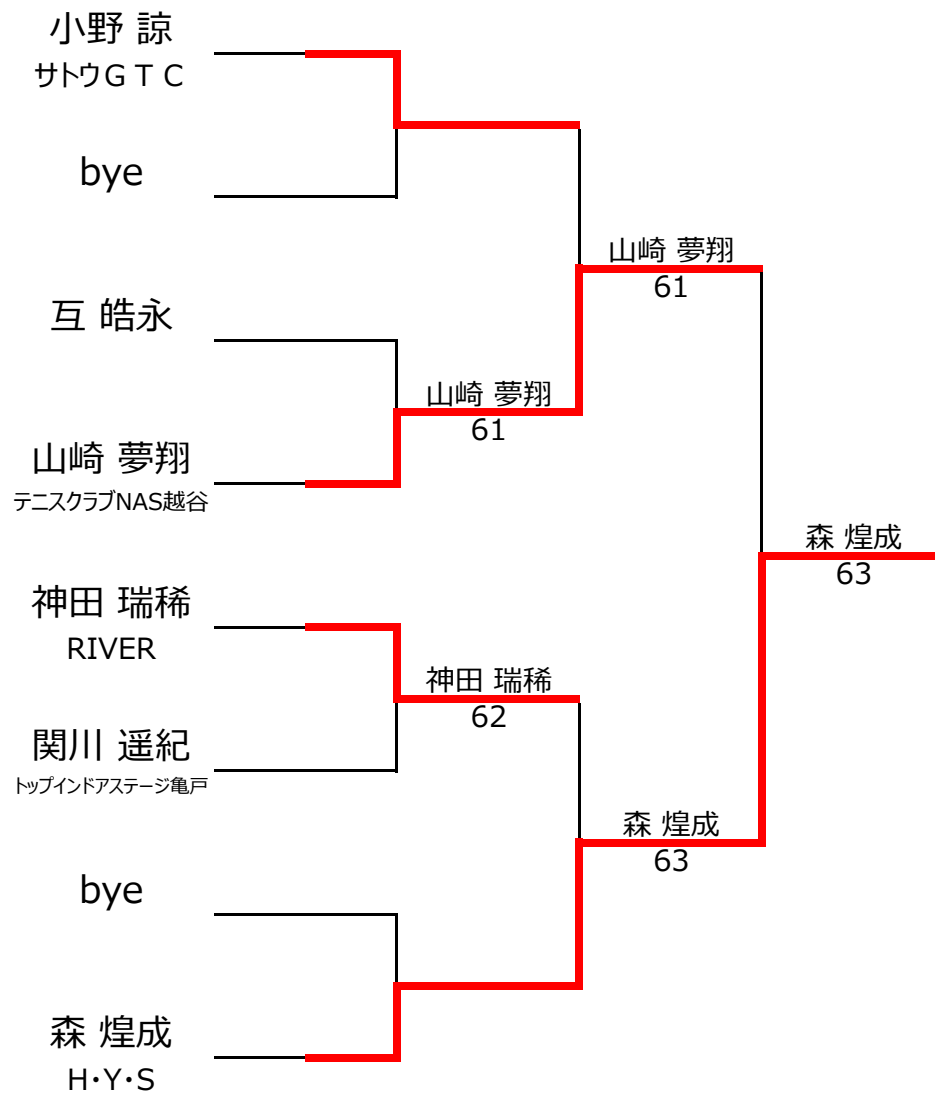 小野 諒
サトウＧＴＣ
bye
山崎 夢翔
61
互 皓永
山崎 夢翔
61
山崎 夢翔
テニスクラブNAS越谷
森 煌成
63
神田 瑞稀
RIVER
神田 瑞稀
62
関川 遥紀
トップインドアステージ亀戸
森 煌成
63
bye
森 煌成
H・Y・S